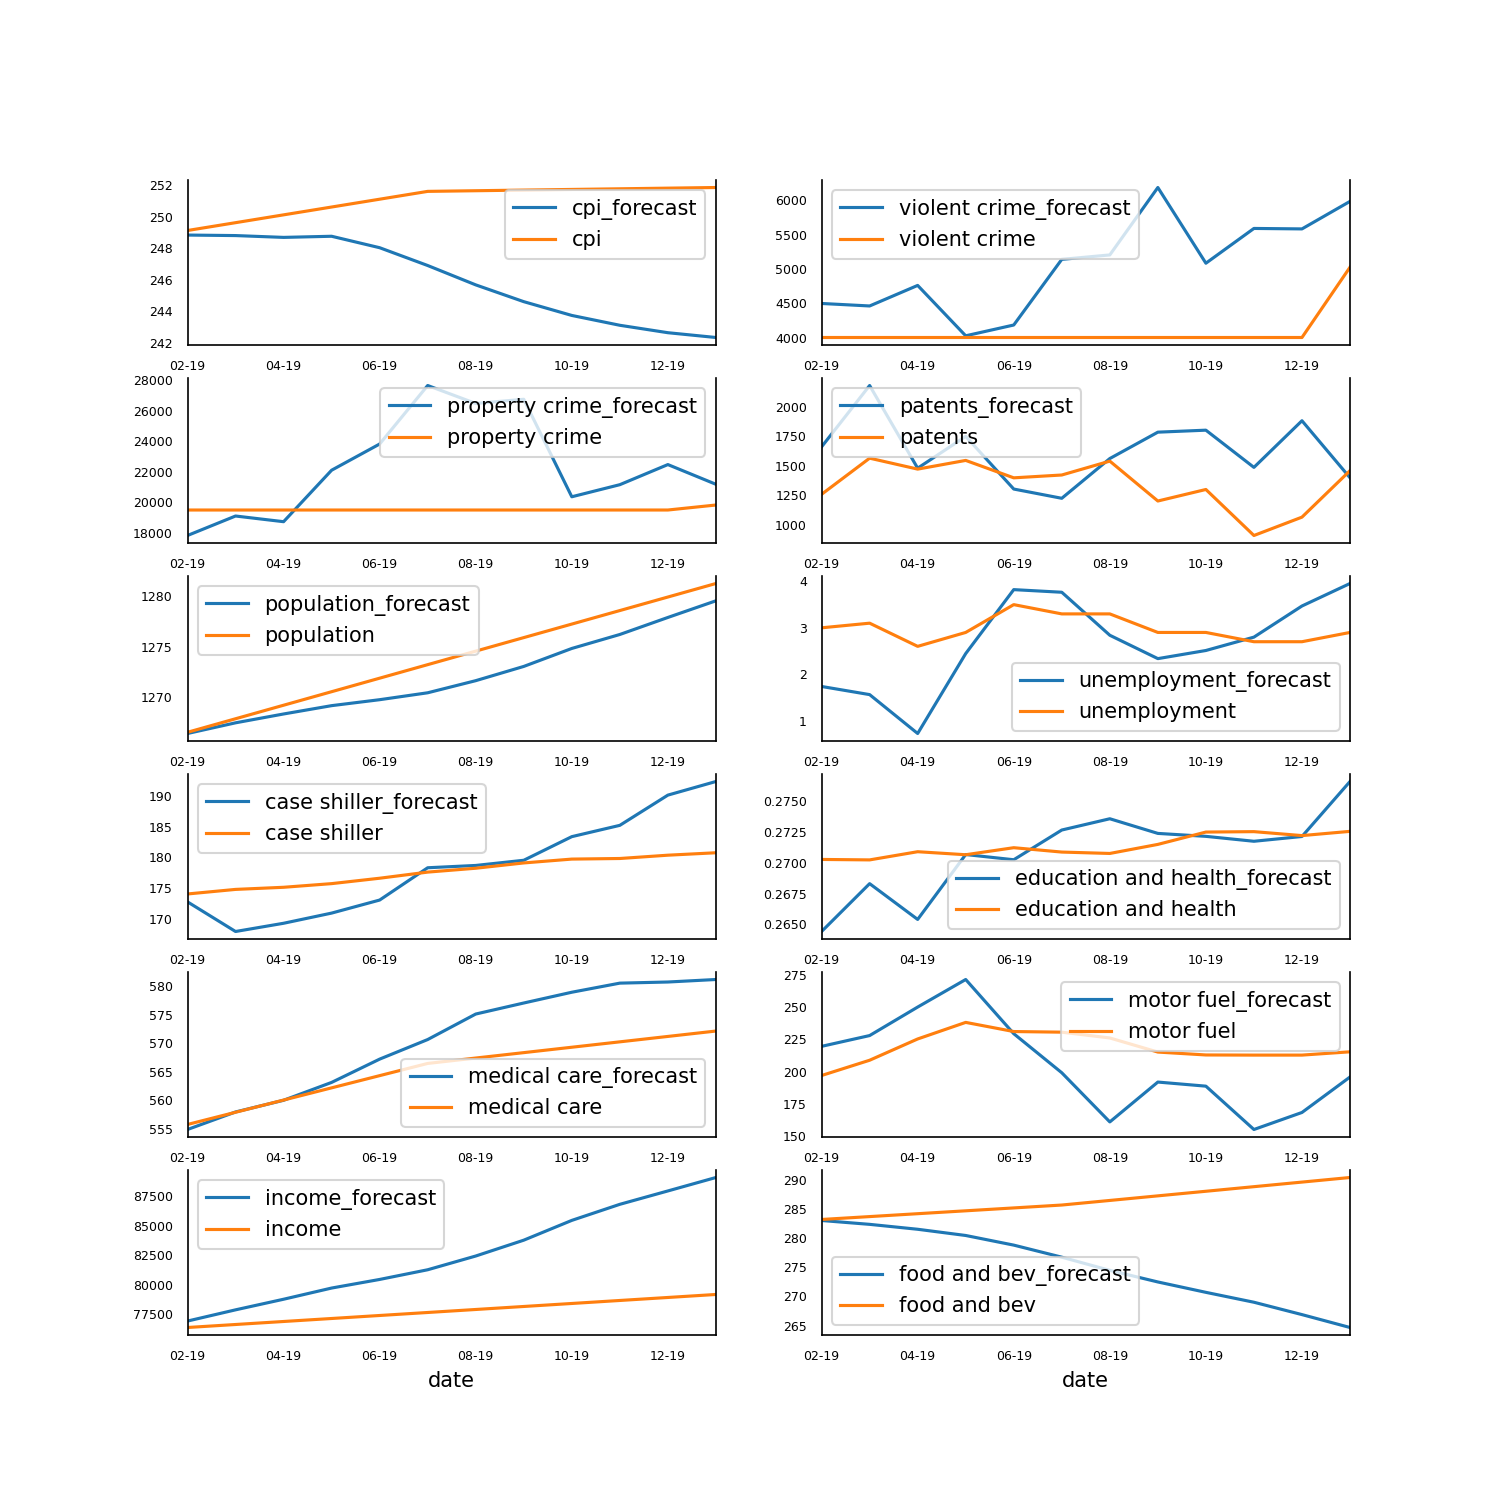 252
250
248
246
244
242
cpi_forecast
cpi
02-19 04-19 06-19 08-19 10-19 12-19
6000
5500
5000
4500
4000
violent crime_forecast
violent crime
02-19 04-19 06-19 08-19 10-19 12-19
28000
26000
24000
22000
20000
18000
property crime_forecast
property crime
02-19 04-19 06-19 08-19 10-19 12-19
2000
1750
1500
1250
1000
patents_forecast
patents
02-19 04-19 06-19 08-19 10-19 12-19
1280
1275
1270
population_forecast
population
02-19 04-19 06-19 08-19 10-19 12-19
4
3
2
1
unemployment_forecast
unemployment
02-19 04-19 06-19 08-19 10-19 12-19
190
185
180
175
170
case shiller_forecast
case shiller
02-19 04-19 06-19 08-19 10-19 12-19
0.2750
0.2725
0.2700
0.2675
0.2650
education and health_forecast
education and health
02-19 04-19 06-19 08-19 10-19 12-19
580
575
570
565
560
555
medical care_forecast
medical care
02-19 04-19 06-19 08-19 10-19 12-19
275
250
225
200
175
150
motor fuel_forecast
motor fuel
02-19 04-19 06-19 08-19 10-19 12-19
87500
85000
82500
80000
77500
income_forecast
income
02-19 04-19 06-19 08-19 10-19 12-19
date
290
285
280
275
270
265
food and bev_forecast
food and bev
02-19 04-19 06-19 08-19 10-19 12-19
date